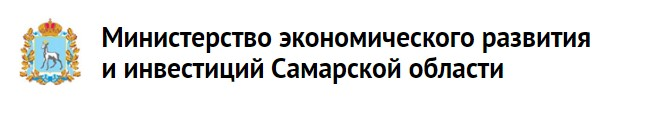 Министерство экономического развития
и инвестиций Самарской области